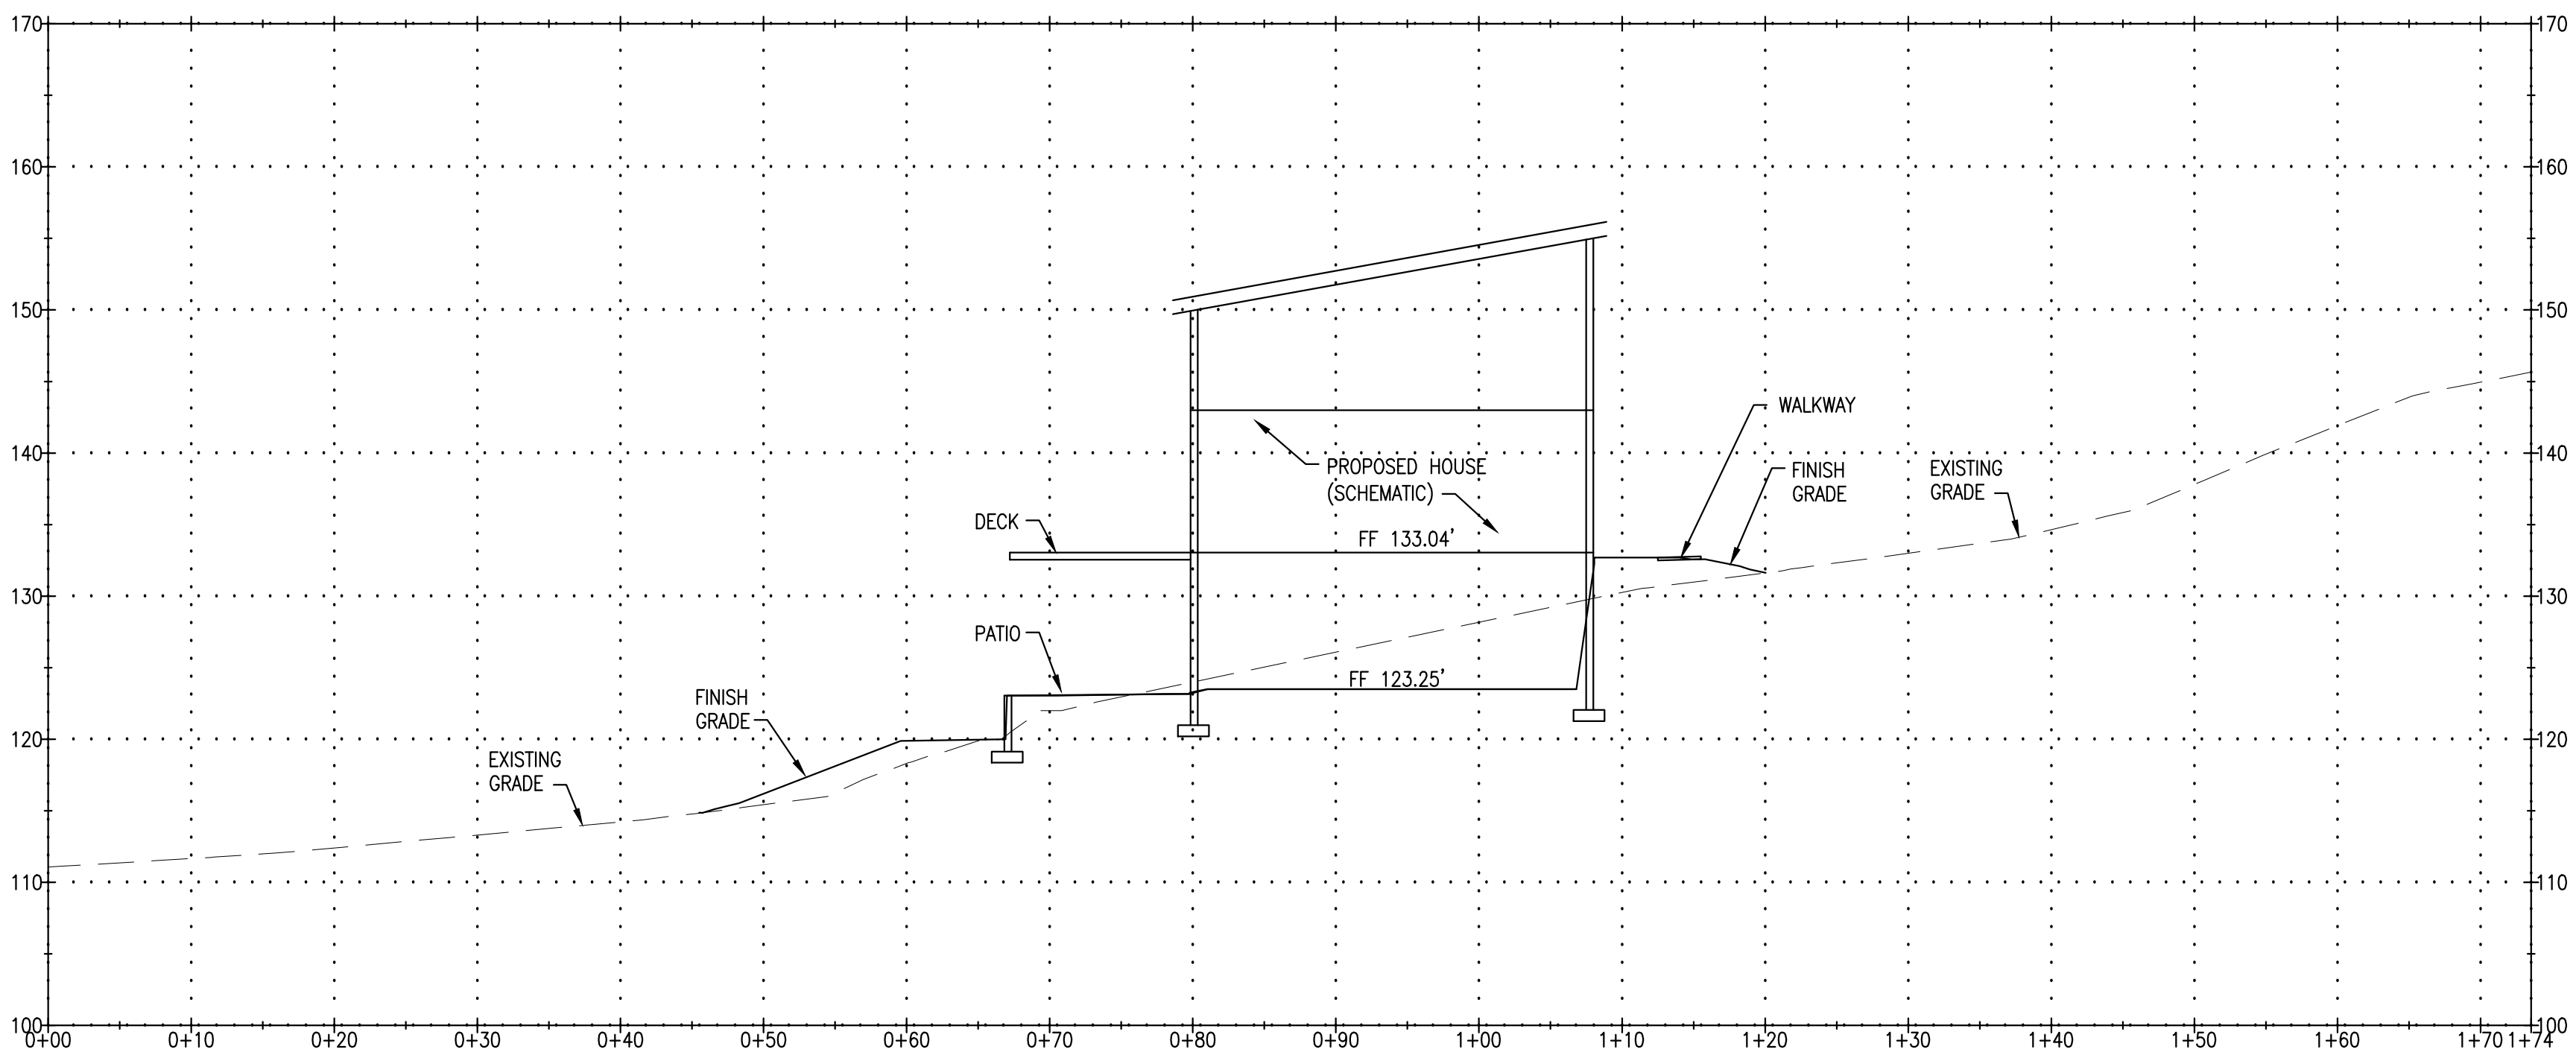 170 170
160 160
150 150
WALKWAY
140 140
PROPOSED HOUSE
(SCHEMATIC)
FINISH
GRADE
EXISTING
GRADE
DECK
FF 133.04'
130 130
PATIO
FF 123.25'
FINISH
GRADE
120 120
EXISTING
GRADE
110 110
100 100
0+00 0+10 0+20 0+30 0+40 0+50 0+60 0+70 0+80 0+90 1+00 1+10 1+20 1+30 1+40 1+50 1+60 1+70 1+74